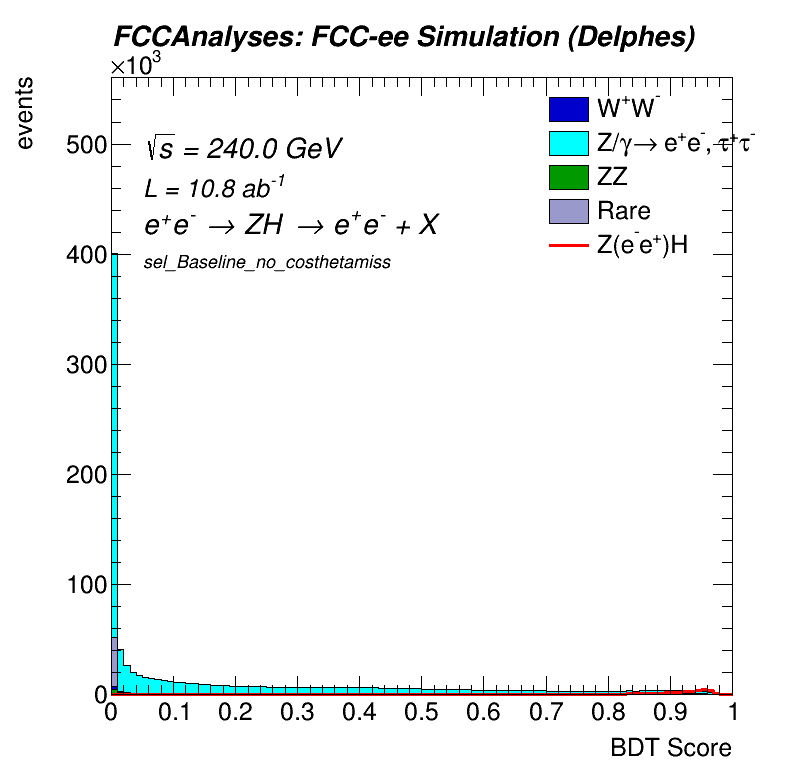 FCCAnalyses: FCC-ee Simulation (Delphes)
×10³
events
√s = 240.0 GeV
L = 10.8 ab⁻¹
e⁺e⁻ → ZH → e⁺e⁻ + X
sel_Baseline_no_costhetamiss
W⁺W⁻
Z/γ→ e⁺e⁻, τ⁺τ⁻
ZZ
Rare
Z(e⁻e⁺)H
500
400
300
200
100
0
0 0.1 0.2 0.3 0.4 0.5 0.6 0.7 0.8 0.9 1
BDT Score